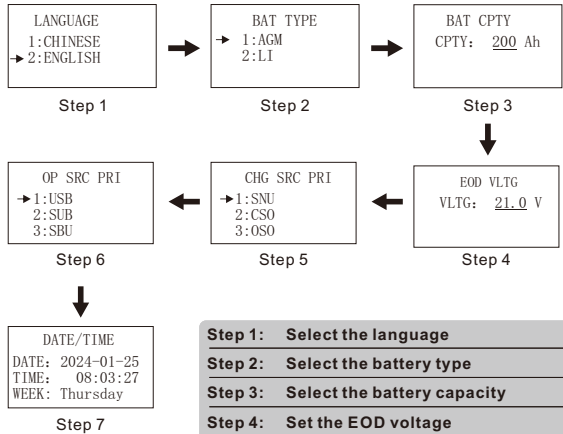 LANGUAGE
1:CHINESE
→ 2:ENGLISH
Step 1
BAT TYPE
→ 1:AGM
2:LI
Step 2
BAT CPTY
CPTY: 200 Ah
Step 3
EOD VLTG
VLTG: 21.0 V
Step 4
CHG SRC PRI
→ 1:SNU
2:CSO
3:OSO
Step 5
OP SRC PRI
→ 1:USB
2:SUB
3:SBU
Step 6
DATE/TIME
DATE: 2024-01-25
TIME: 08:03:27
WEEK: Thursday
Step 7
Step 1: Select the language
Step 2: Select the battery type
Step 3: Select the battery capacity
Step 4: Set the EOD voltage